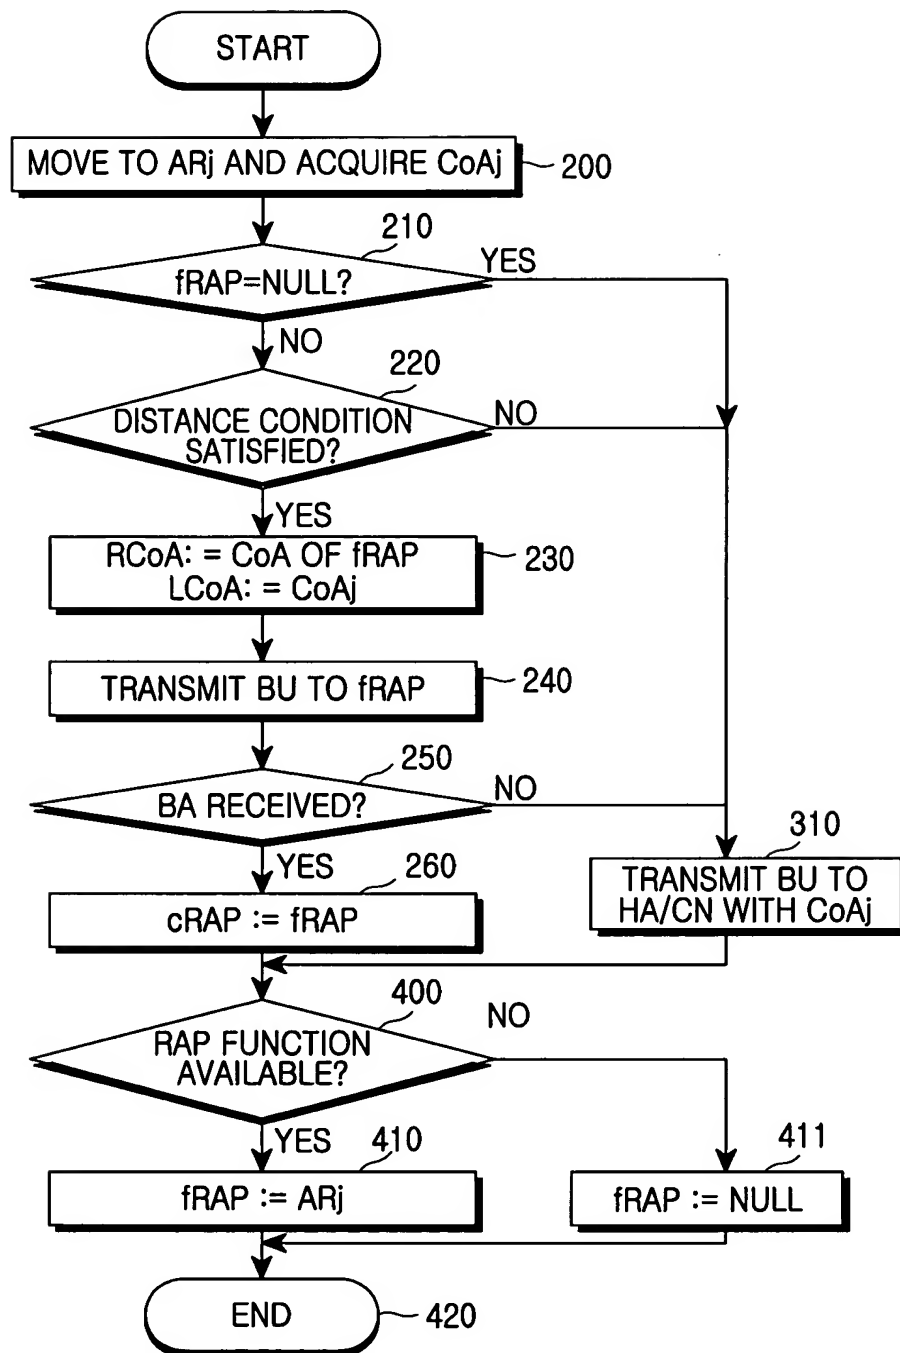 START
MOVE TO ARj AND ACQUIRE CoAj
200
210
fRAP=NULL?
YES
NO
220
DISTANCE CONDITION
SATISFIED?
NO
YES
RCoA: = CoA OF fRAP
LCoA: = CoAj
230
TRANSMIT BU TO fRAP
240
250
BA RECEIVED?
NO
YES
260
cRAP := fRAP
310
TRANSMIT BU TO
HA/CN WITH CoAj
400
RAP FUNCTION
AVAILABLE?
NO
YES
410
fRAP := ARj
411
fRAP := NULL
END
420